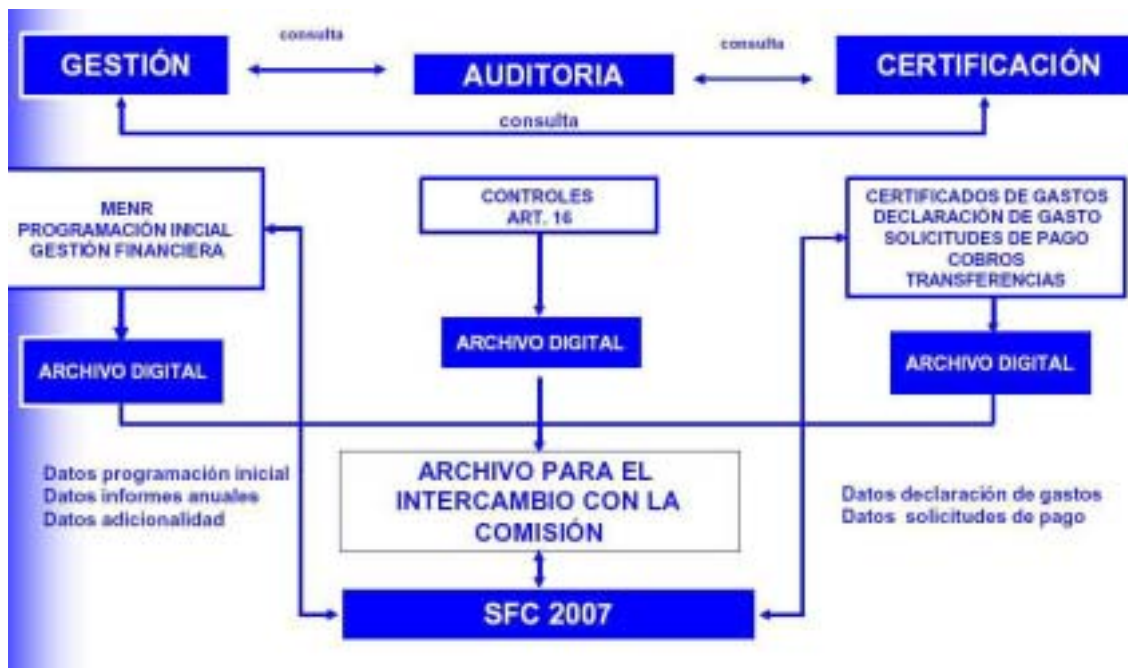 consulta
GESTIÓN
AUDITORIA
consulta
CERTIFICACIÓN
consulta
MENR
PROGRAMACIÓN INICIAL
GESTIÓN FINANCIERA
CONTROLES
ART. 16
CERTIFICADOS DE GASTOS
DECLARACIÓN DE GASTO
SOLICITUDES DE PAGO
COBROS
TRANSFERENCIAS
ARCHIVO DIGITAL
ARCHIVO DIGITAL
ARCHIVO DIGITAL
Datos programación inicial
Datos informes anuales
Datos adicionalidad
ARCHIVO PARA EL
INTERCAMBIO CON LA
COMISIÓN
Datos declaración de gastos
Datos solicitudes de pago
SFC 2007